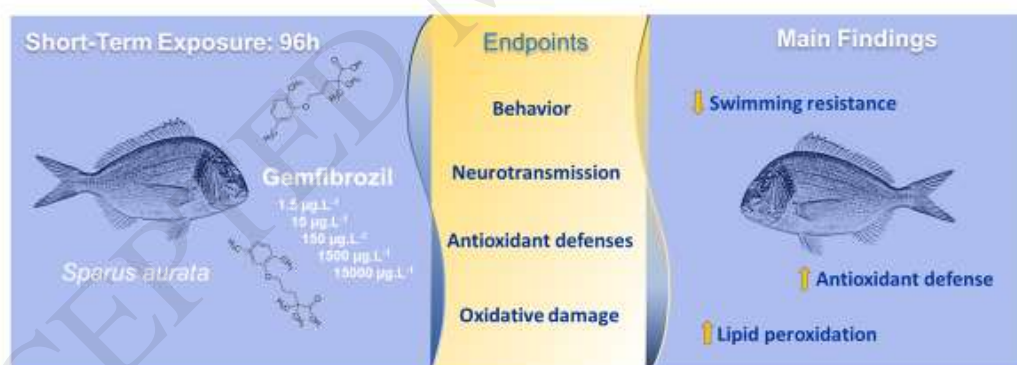 Short-Term Exposure: 96h
Gemfibrozil
1.5 µg.L⁻¹
10 µg.L⁻¹
150 µg.L⁻¹
1500 µg.L⁻¹
15000 µg.L⁻¹
Sparus aurata
Endpoints
Behavior
Neurotransmission
Antioxidant defenses
Oxidative damage
Main Findings
Swimming resistance
Antioxidant defense
Lipid peroxidation